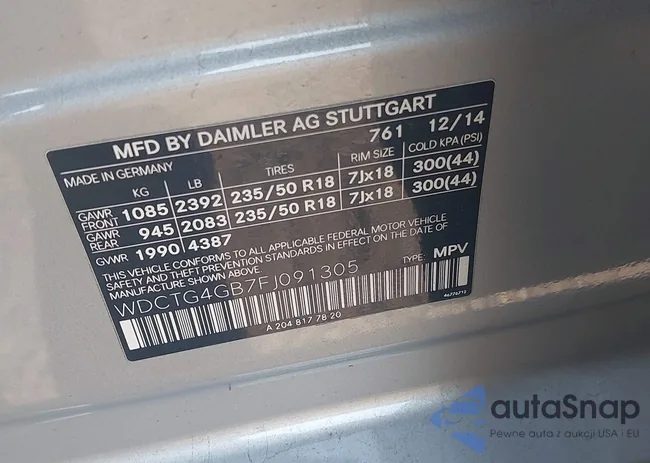 MFD BY DAIMLER AG STUTTGART
MADE IN GERMANY 761 12/14
KG LB TIRES RIM SIZE COLD KPA (PSI)
GAWR FRONT 1085 2392 235/50 R18 7Jx18 300(44)
GAWR REAR 945 2083 235/50 R18 7Jx18 300(44)
GVWR 1990 4387
THIS VEHICLE CONFORMS TO ALL APPLICABLE FEDERAL MOTOR VEHICLE
SAFETY AND THEFT PREVENTION STANDARDS IN EFFECT ON THE DATE OF
MANUFACTURE SHOWN ABOVE.
WDCTG4GB7FJ091305 TYPE: MPV
A 204 817 78 20
autaSnap
Pewne auta z aukcji USA i EU